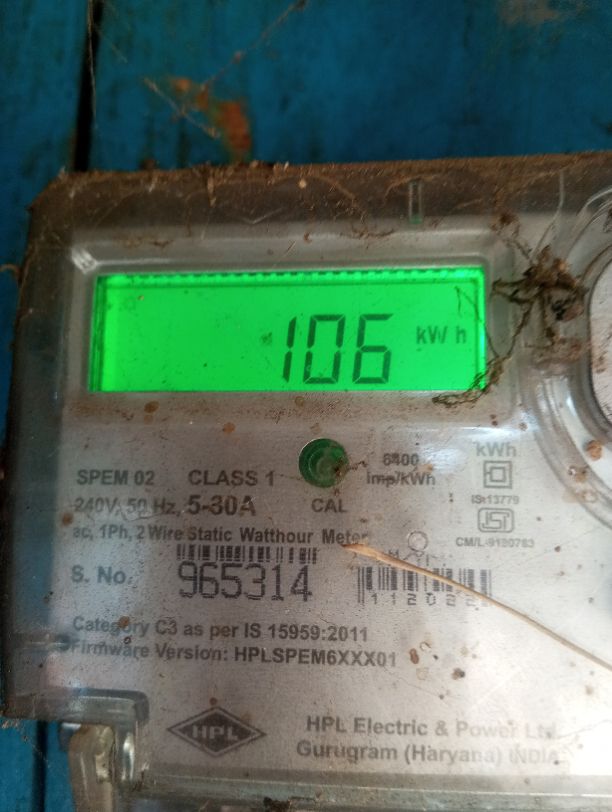 106 kWh
kWh
6400
imp/kWh
SPEM 02 CLASS 1
240V, 50 Hz, 5-30A
CAL
IS:13779
ISI
CM/L-9130783
ac, 1Ph, 2 Wire Static Watthour Meter
S. No. 965314
Category C3 as per IS 15959:2011
Firmware Version: HPLSPEM6XXX01
HPL
HPL Electric & Power Ltd.
Gurugram (Haryana) INDIA